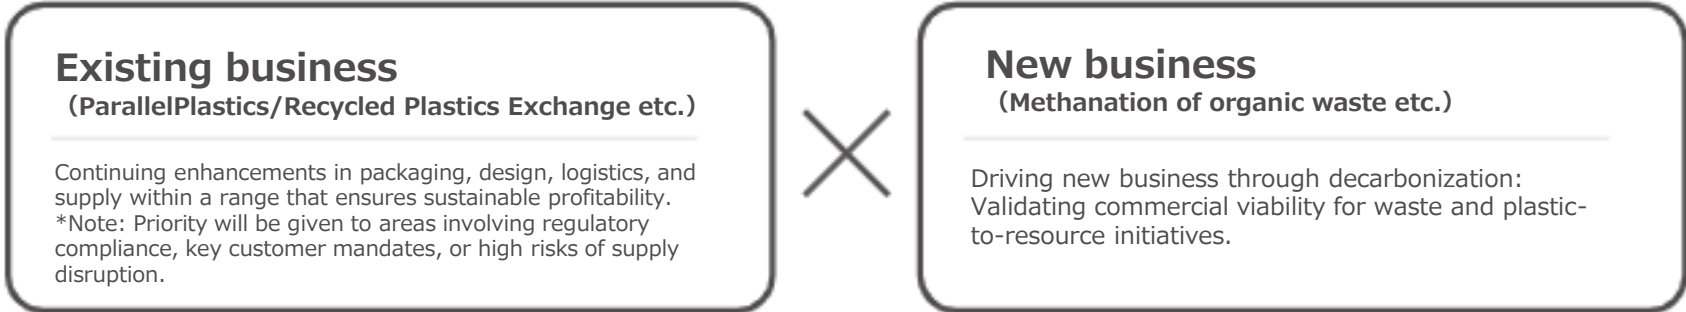 Existing business
（ParallelPlastics/Recycled Plastics Exchange etc.）
Continuing enhancements in packaging, design, logistics, and
supply within a range that ensures sustainable profitability.
*Note: Priority will be given to areas involving regulatory
compliance, key customer mandates, or high risks of supply
disruption.
New business
（Methanation of organic waste etc.）
Driving new business through decarbonization:
Validating commercial viability for waste and plastic-
to-resource initiatives.